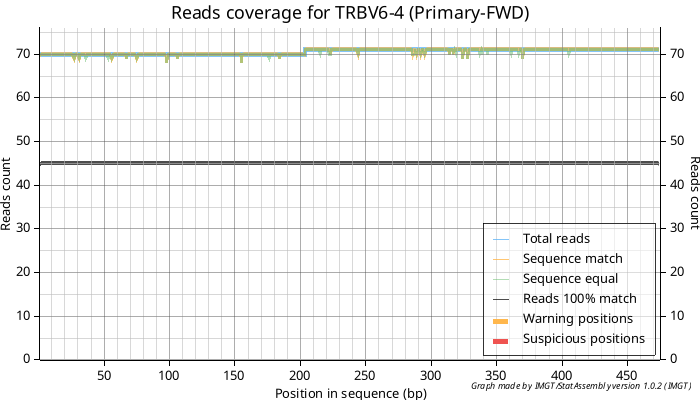 Reads coverage for TRBV6-4 (Primary-FWD)
70
60
50
40
30
20
10
0
Reads count
70
60
50
40
30
20
10
0
Reads count
50 100 150 200 250 300 350 400 450
Position in sequence (bp)
Total reads
Sequence match
Sequence equal
Reads 100% match
Warning positions
Suspicious positions
Graph made by IMGT/StatAssembly version 1.0.2 (IMGT)